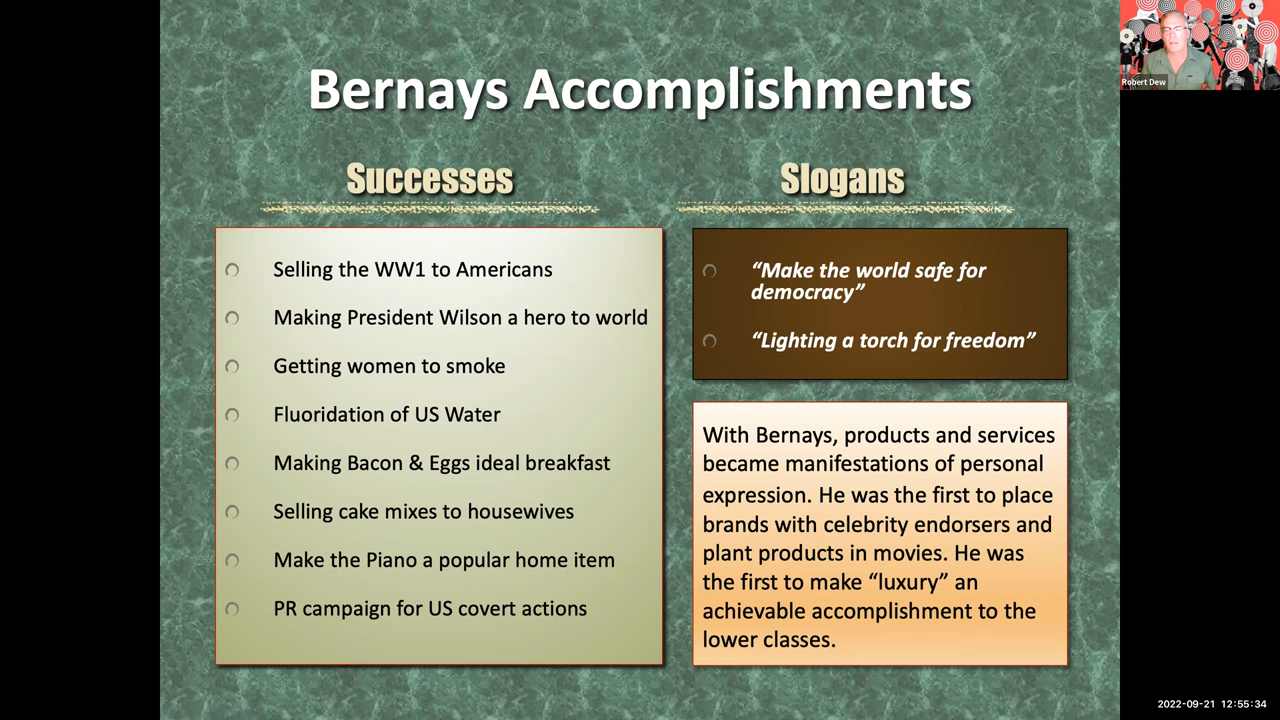 Bernays Accomplishments
Successes
Selling the WW1 to Americans
Making President Wilson a hero to world
Getting women to smoke
Fluoridation of US Water
Making Bacon & Eggs ideal breakfast
Selling cake mixes to housewives
Make the Piano a popular home item
PR campaign for US covert actions
Slogans
“Make the world safe for
democracy”
“Lighting a torch for freedom”
With Bernays, products and services
became manifestations of personal
expression. He was the first to place
brands with celebrity endorsers and
plant products in movies. He was
the first to make “luxury” an
achievable accomplishment to the
lower classes.
Robert Dew
2022-09-21 12:55:34